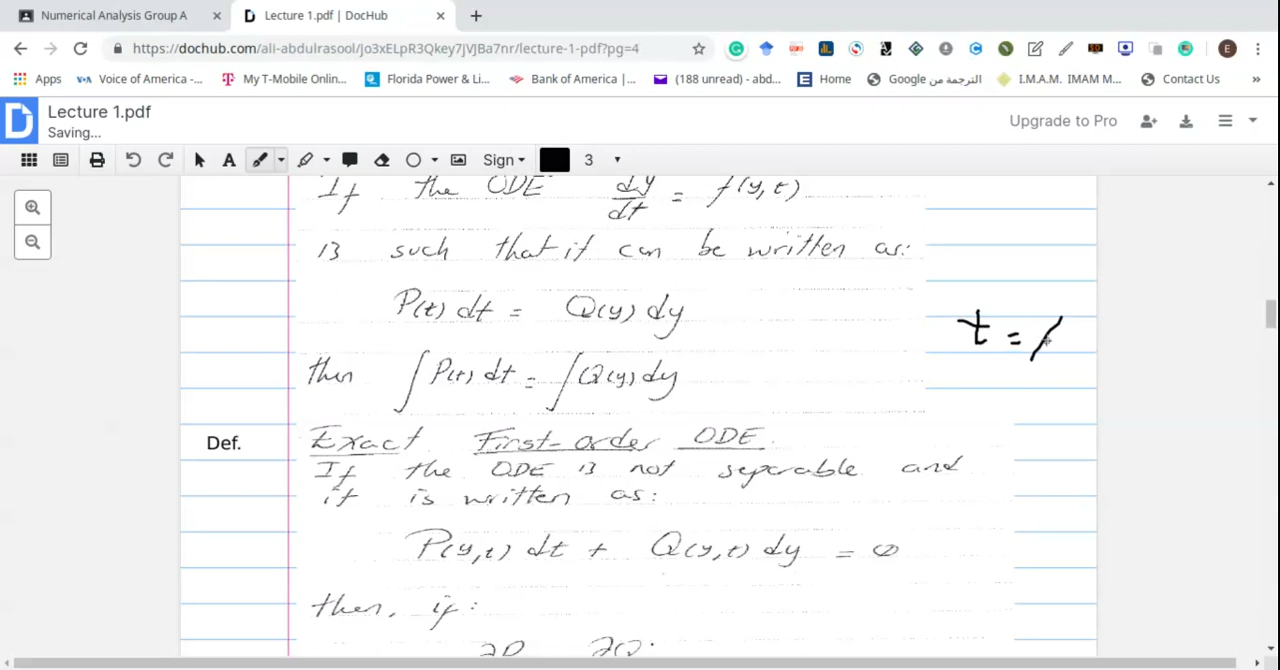 Numerical Analysis Group A
Lecture 1.pdf | DocHub
https://dochub.com/ali-abdulrasool/jo3xELpR3Qkey7jVJBa7nr/lecture-1-pdf?pg=4
E
Apps
Voice of America -...
My T-Mobile Onlin...
Florida Power & Li...
Bank of America |...
(188 unread) - abd...
Home
الترجمة من Google
I.M.A.M. IMAM M...
Contact Us
»
Lecture 1.pdf
Saving...
Upgrade to Pro
A
Sign
3
If the ODE dy/dt = f(y,t)
is such that it can be written as:
P(t) dt = Q(y) dy
t =
then ∫ P(t) dt = ∫ Q(y) dy
Def.
Exact First-order ODE.
If the ODE is not separable and
it is written as:
P(y,t) dt + Q(y,t) dy = 0
then, if:
∂P ∂Q